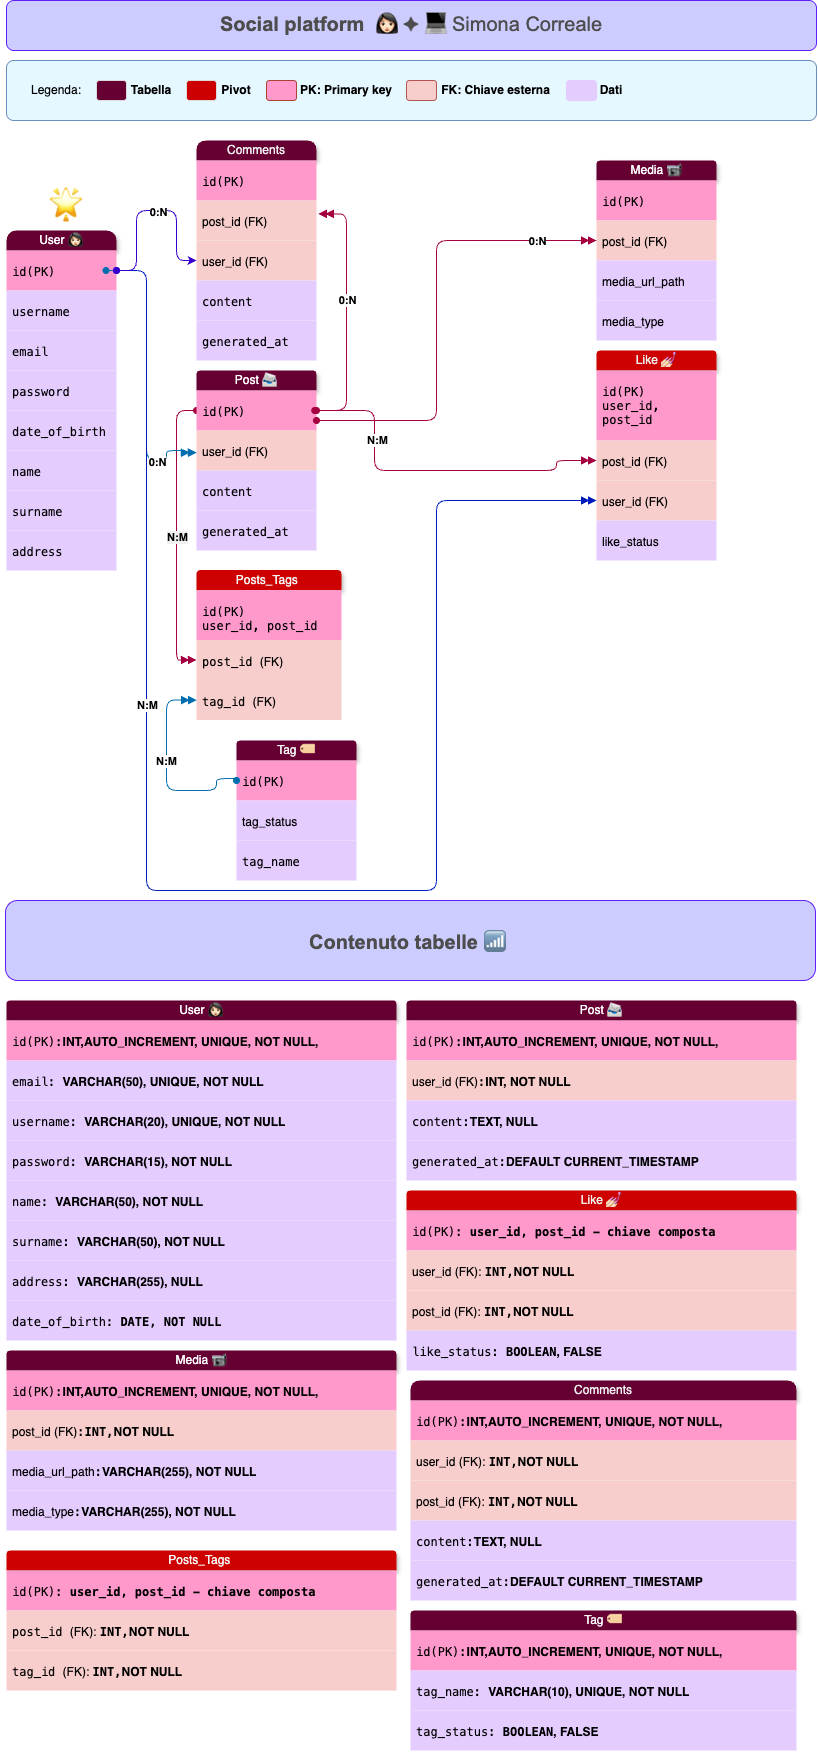 Social platform Simona Correale
Legenda: Tabella Pivot PK: Primary key FK: Chiave esterna Dati
Comments
id(PK)
post_id (FK)
user_id (FK)
content
generated_at
Media
id(PK)
post_id (FK)
media_url_path
media_type
User
id(PK)
username
email
password
date_of_birth
name
surname
address
0:N
0:N
0:N
Like
id(PK)
user_id,
post_id
post_id (FK)
user_id (FK)
like_status
Post
id(PK)
user_id (FK)
content
generated_at
N:M
0:N
N:M
Posts_Tags
id(PK)
user_id, post_id
post_id (FK)
tag_id (FK)
N:M
N:M
Tag
id(PK)
tag_status
tag_name
Contenuto tabelle
User
id(PK):INT,AUTO_INCREMENT, UNIQUE, NOT NULL,
email: VARCHAR(50), UNIQUE, NOT NULL
username: VARCHAR(20), UNIQUE, NOT NULL
password: VARCHAR(15), NOT NULL
name: VARCHAR(50), NOT NULL
surname: VARCHAR(50), NOT NULL
address: VARCHAR(255), NULL
date_of_birth: DATE, NOT NULL
Post
id(PK):INT,AUTO_INCREMENT, UNIQUE, NOT NULL,
user_id (FK):INT, NOT NULL
content:TEXT, NULL
generated_at:DEFAULT CURRENT_TIMESTAMP
Like
id(PK): user_id, post_id – chiave composta
user_id (FK): INT,NOT NULL
post_id (FK): INT,NOT NULL
like_status: BOOLEAN, FALSE
Media
id(PK):INT,AUTO_INCREMENT, UNIQUE, NOT NULL,
post_id (FK):INT,NOT NULL
media_url_path:VARCHAR(255), NOT NULL
media_type:VARCHAR(255), NOT NULL
Comments
id(PK):INT,AUTO_INCREMENT, UNIQUE, NOT NULL,
user_id (FK): INT,NOT NULL
post_id (FK): INT,NOT NULL
content:TEXT, NULL
generated_at:DEFAULT CURRENT_TIMESTAMP
Posts_Tags
id(PK): user_id, post_id – chiave composta
post_id (FK): INT,NOT NULL
tag_id (FK): INT,NOT NULL
Tag
id(PK):INT,AUTO_INCREMENT, UNIQUE, NOT NULL,
tag_name: VARCHAR(10), UNIQUE, NOT NULL
tag_status: BOOLEAN, FALSE